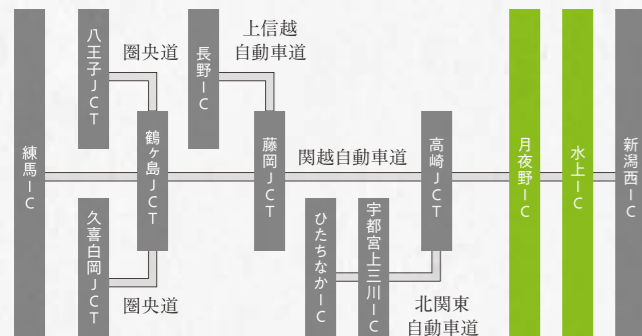 練馬IC
八王子JCT
圏央道
久喜白岡JCT
圏央道
鶴ヶ島JCT
長野IC
上信越
自動車道
藤岡JCT
関越自動車道
ひたちなかIC
宇都宮上三川IC
高崎JCT
北関東
自動車道
月夜野IC
水上IC
新潟西IC